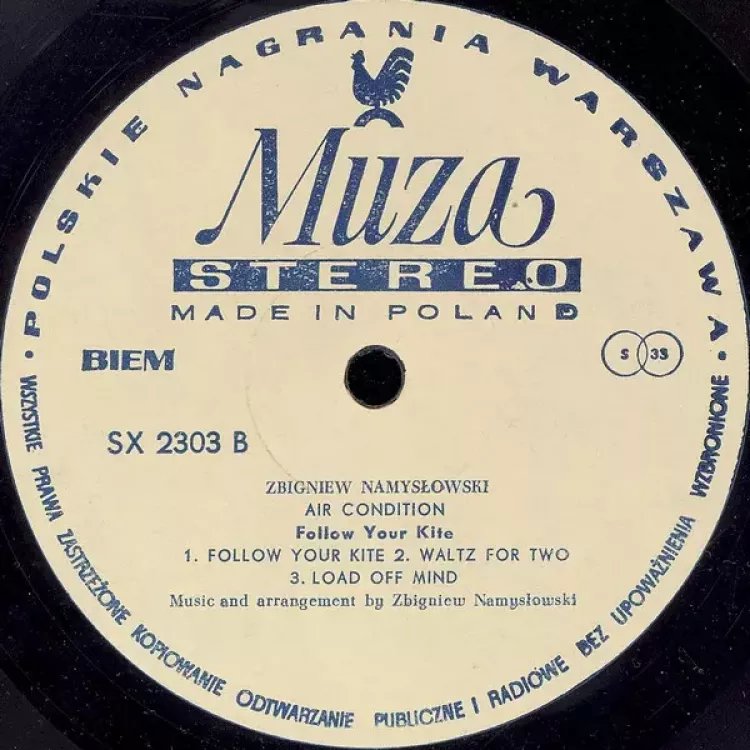 POLSKIE NAGRANIA WARSZAWA
Muza
STEREO
MADE IN POLAND
BIEM
S 3S
SX 2303 B
ZBIGNIEW NAMYSŁOWSKI
AIR CONDITION
Follow Your Kite
1. FOLLOW YOUR KITE 2. WALTZ FOR TWO
3. LOAD OFF MIND
Music and arrangement by Zbigniew Namysłowski
WSZYSTKIE PRAWA ZASTRZEŻONE KOPIOWANIE ODTWARZANIE PUBLICZNE I RADIOWE BEZ UPOWAŻNIENIA WZBRONIONE